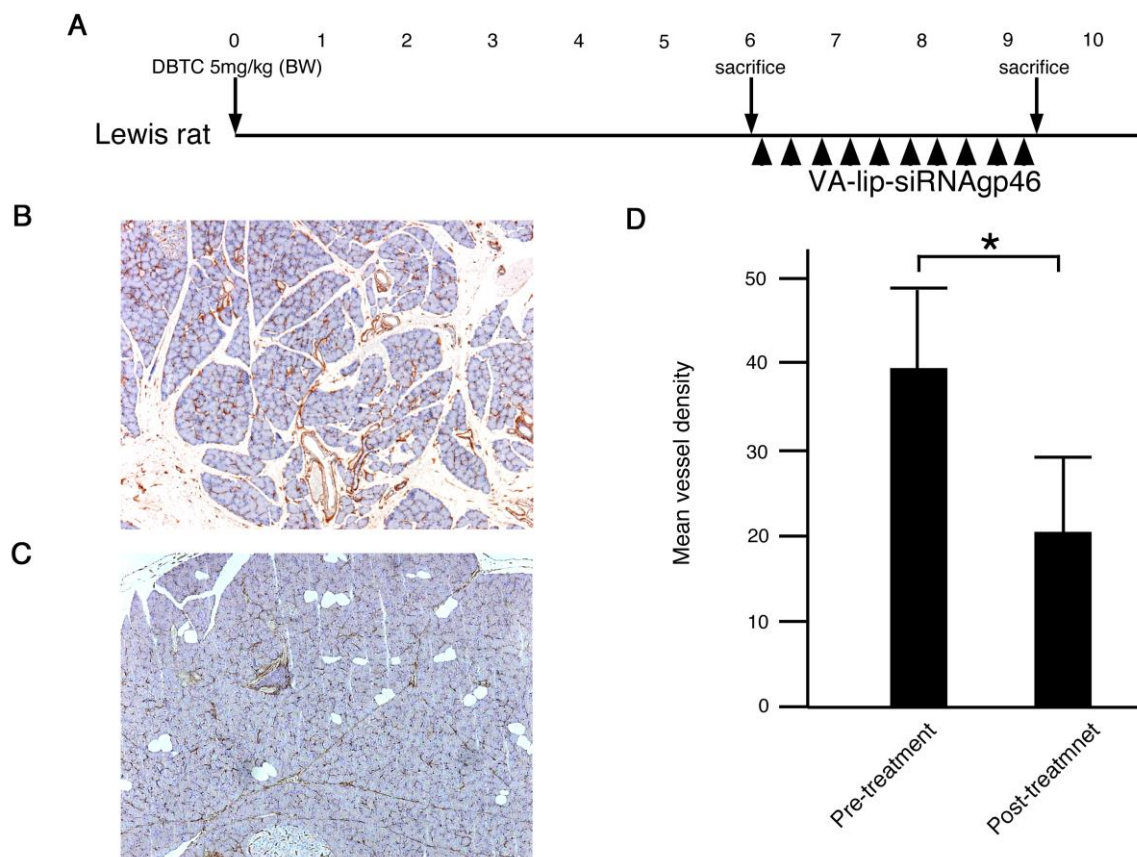 A
0 1 2 3 4 5 6 7 8 9 10
DBTC 5mg/kg (BW) sacrifice sacrifice
Lewis rat
VA-lip-siRNAgp46
B
D
*
50
40
30
20
10
0
Mean vessel density
Pre-treatment
Post-treatmnet
C